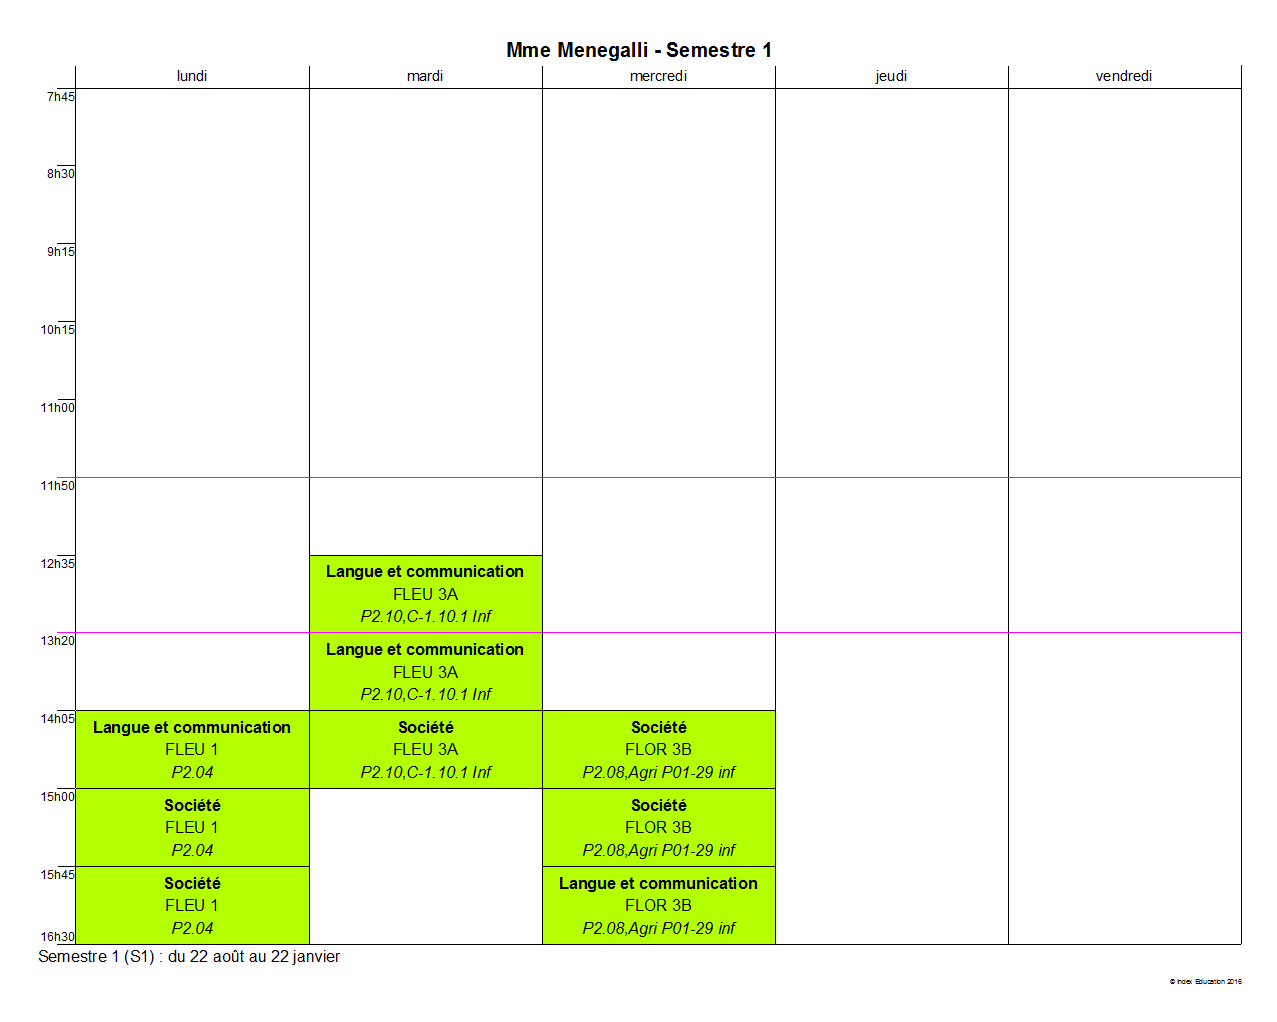 Mme Menegalli - Semestre 1
lundi mardi mercredi jeudi vendredi
7h45
8h30
9h15
10h15
11h00
11h50
12h35
Langue et communication
FLEU 3A
P2.10,C-1.10.1 Inf
13h20
Langue et communication
FLEU 3A
P2.10,C-1.10.1 Inf
14h05
Langue et communication Société Société
FLEU 1 FLEU 3A FLOR 3B
P2.04 P2.10,C-1.10.1 Inf P2.08,Agri P01-29 inf
15h00
Société Société
FLEU 1 FLOR 3B
P2.04 P2.08,Agri P01-29 inf
15h45
Société Langue et communication
FLEU 1 FLOR 3B
P2.04 P2.08,Agri P01-29 inf
16h30
Semestre 1 (S1) : du 22 août au 22 janvier
© Index Education 2016